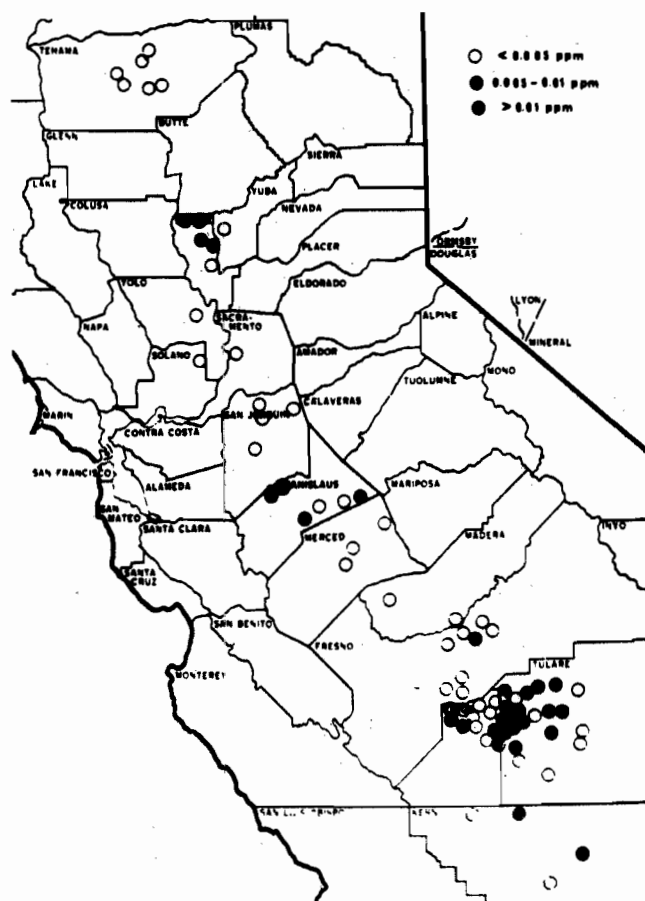 PLUMAS
TEHAMA
< 0.005 ppm
0.005 - 0.01 ppm
> 0.01 ppm
BUTTE
GLENN
SIERRA
LAKE
YUBA
COLUSA
NEVADA
PLACER
ORMSBY
DOUGLAS
YOLO
ELDORADO
LYON
SACRA-
MENTO
ALPINE
NAPA
MINERAL
SOLANO
AMADOR
MONO
TUOLUMNE
CALAVERAS
MARIN
SAN JOAQUIN
CONTRA COSTA
SAN FRANCISCO
ALAMEDA
ANISLAUS
MARIPOSA
SAN
MATEO
SANTA CLARA
INYO
MERCED
MADERA
SANTA
CRUZ
SAN BENITO
FRESNO
TULARE
MONTEREY
KERN